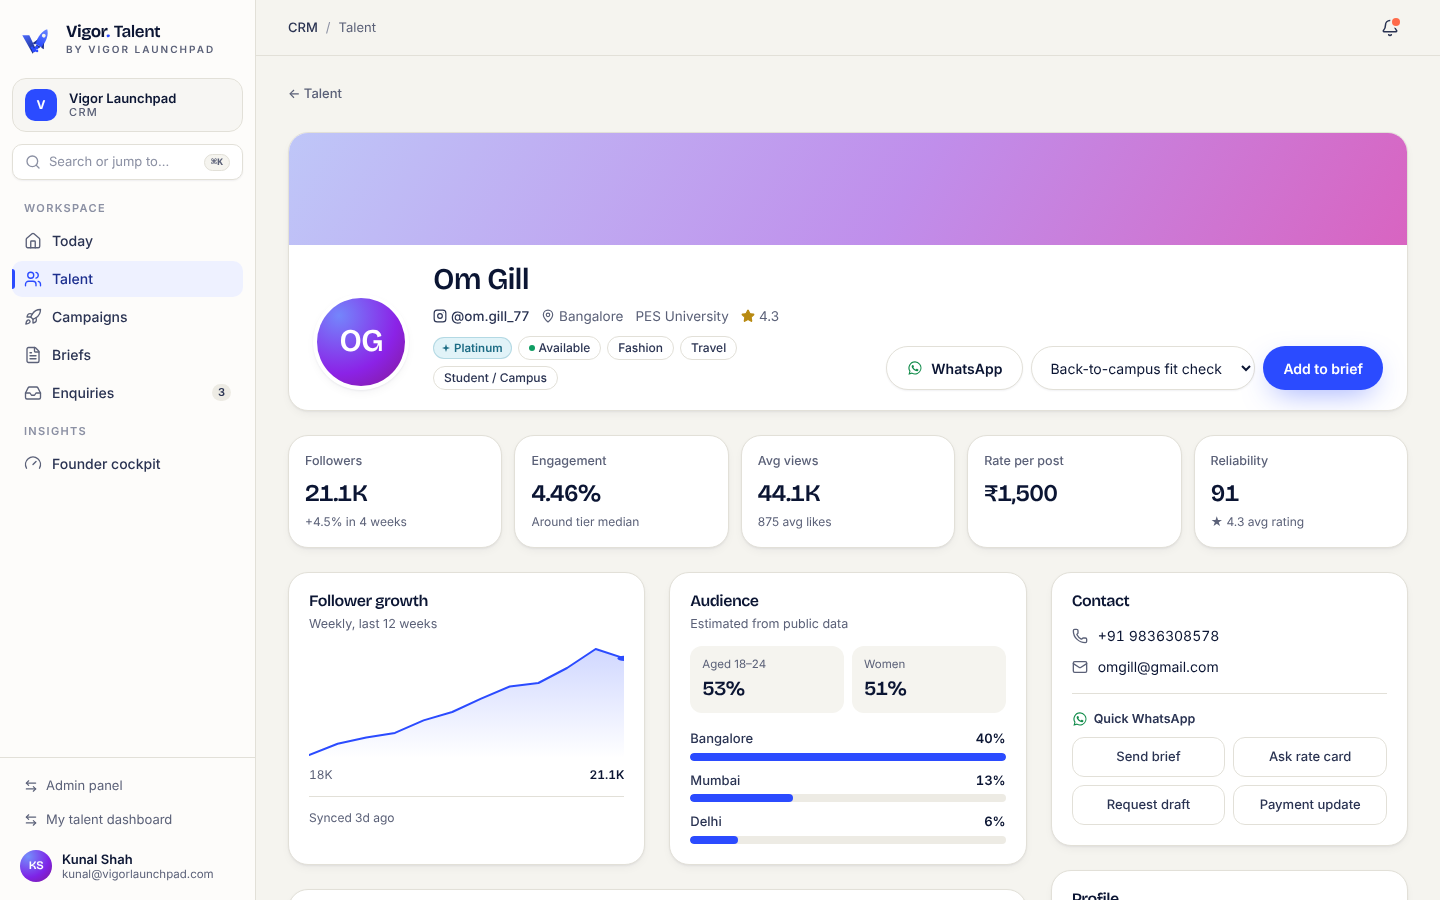 Vigor. Talent
BY VIGOR LAUNCHPAD
V
Vigor Launchpad
CRM
Search or jump to...
⌘K
WORKSPACE
Today
Talent
Campaigns
Briefs
Enquiries
3
INSIGHTS
Founder cockpit
Admin panel
My talent dashboard
KS
Kunal Shah
kunal@vigorlaunchpad.com
CRM / Talent
← Talent
OG
Om Gill
@om.gill_77 Bangalore PES University ★ 4.3
+ Platinum Available Fashion Travel
Student / Campus
WhatsApp
Back-to-campus fit check
Add to brief
Followers
21.1K
+4.5% in 4 weeks
Engagement
4.46%
Around tier median
Avg views
44.1K
875 avg likes
Rate per post
₹1,500
Reliability
91
★ 4.3 avg rating
Follower growth
Weekly, last 12 weeks
18K 21.1K
Synced 3d ago
Audience
Estimated from public data
Aged 18–24
53%
Women
51%
Bangalore 40%
Mumbai 13%
Delhi 6%
Contact
+91 9836308578
omgill@gmail.com
Quick WhatsApp
Send brief
Ask rate card
Request draft
Payment update
Profile